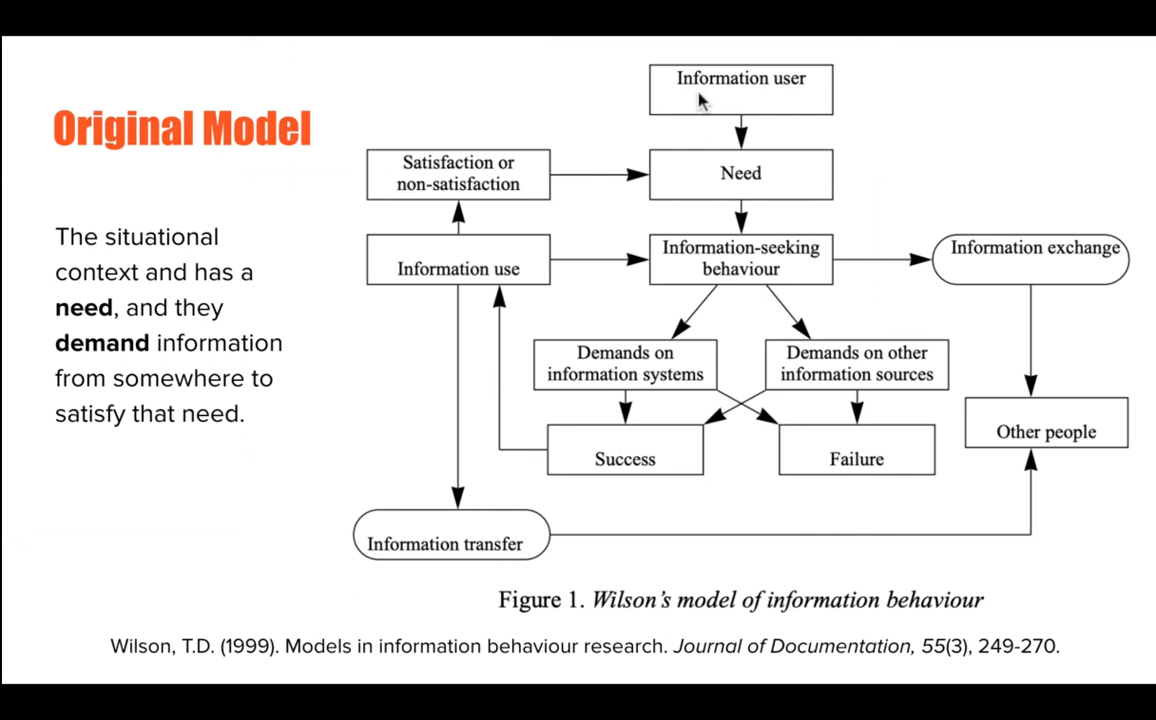 Original Model
The situational
context and has a
need, and they
demand information
from somewhere to
satisfy that need.
Information user
Satisfaction or
non-satisfaction
Need
Information use
Information-seeking
behaviour
Information exchange
Demands on
information systems
Demands on other
information sources
Other people
Success
Failure
Information transfer
Figure 1. Wilson’s model of information behaviour
Wilson, T.D. (1999). Models in information behaviour research. Journal of Documentation, 55(3), 249-270.